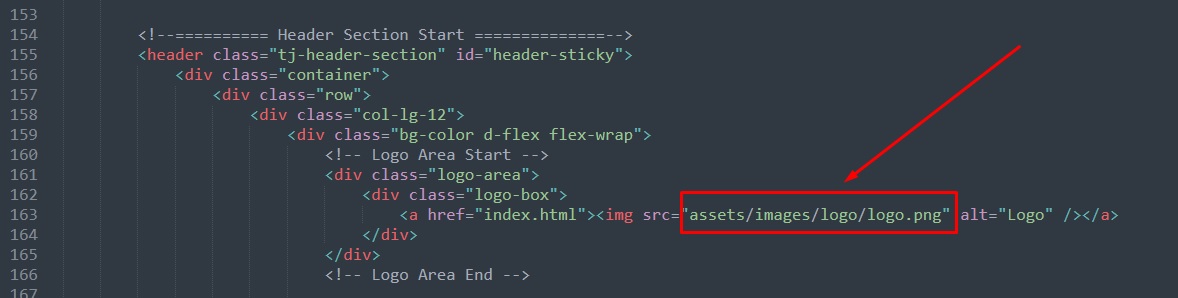 153
154 <!--========== Header Section Start ==============-->
155 <header class="tj-header-section" id="header-sticky">
156 <div class="container">
157 <div class="row">
158 <div class="col-lg-12">
159 <div class="bg-color d-flex flex-wrap">
160 <!-- Logo Area Start -->
161 <div class="logo-area">
162 <div class="logo-box">
163 <a href="index.html"><img src="assets/images/logo/logo.png" alt="Logo" /></a>
164 </div>
165 </div>
166 <!-- Logo Area End -->
167